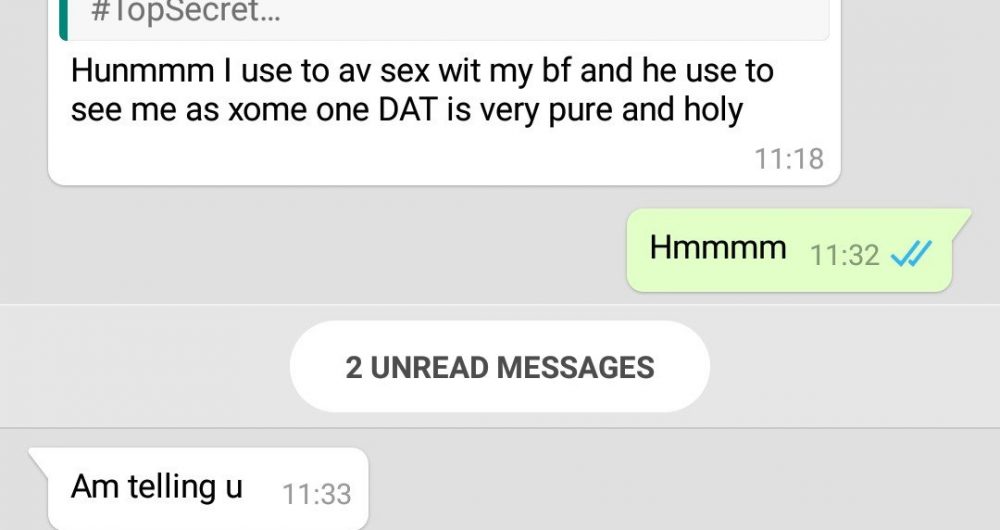 #TopSecret...
Hunmmm I use to av sex wit my bf and he use to
see me as xome one DAT is very pure and holy
11:18
Hmmmm 11:32
2 UNREAD MESSAGES
Am telling u 11:33